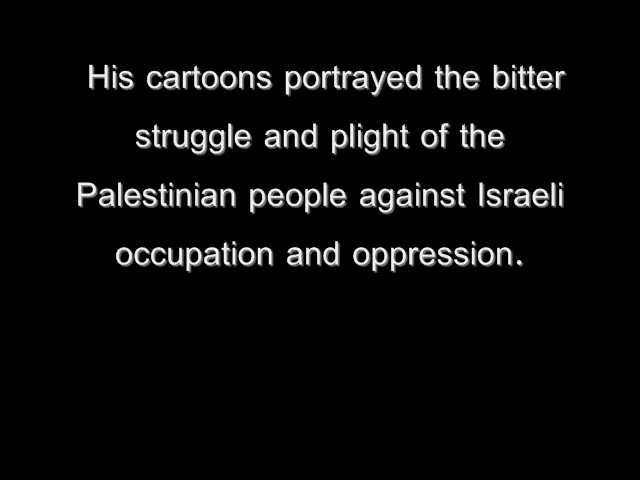 His cartoons portrayed the bitter
struggle and plight of the
Palestinian people against Israeli
occupation and oppression.